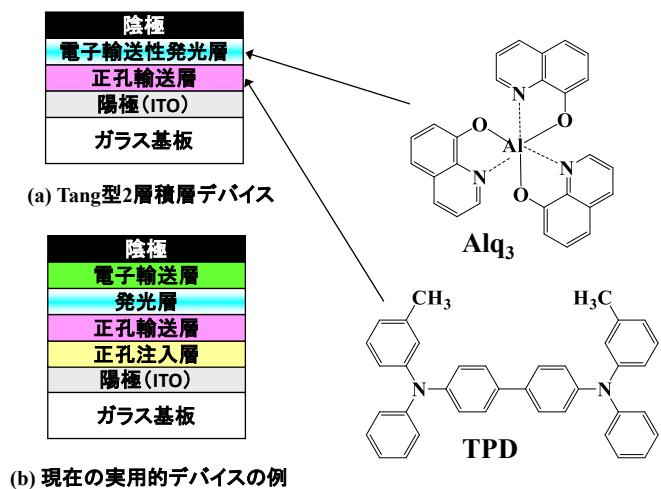 陰極
電子輸送性発光層
正孔輸送層
陽極(ITO)
ガラス基板
(a) Tang型2層積層デバイス
N
O
O
Al
N
N
O
Alq3
陰極
電子輸送層
発光層
正孔輸送層
正孔注入層
陽極(ITO)
ガラス基板
(b) 現在の実用的デバイスの例
CH3
H3C
N
N
TPD